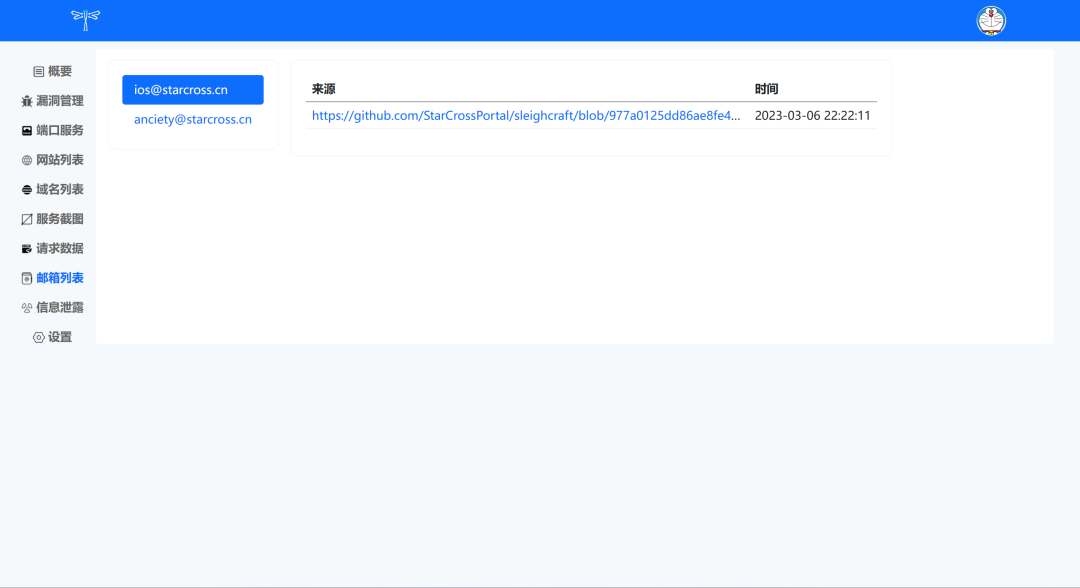 概要
漏洞管理
端口服务
网站列表
域名列表
服务截图
请求数据
邮箱列表
信息泄露
设置
ios@starcross.cn
anciety@starcross.cn
来源 时间
https://github.com/StarCrossPortal/sleighcraft/blob/977a0125dd86ae8fe4... 2023-03-06 22:22:11